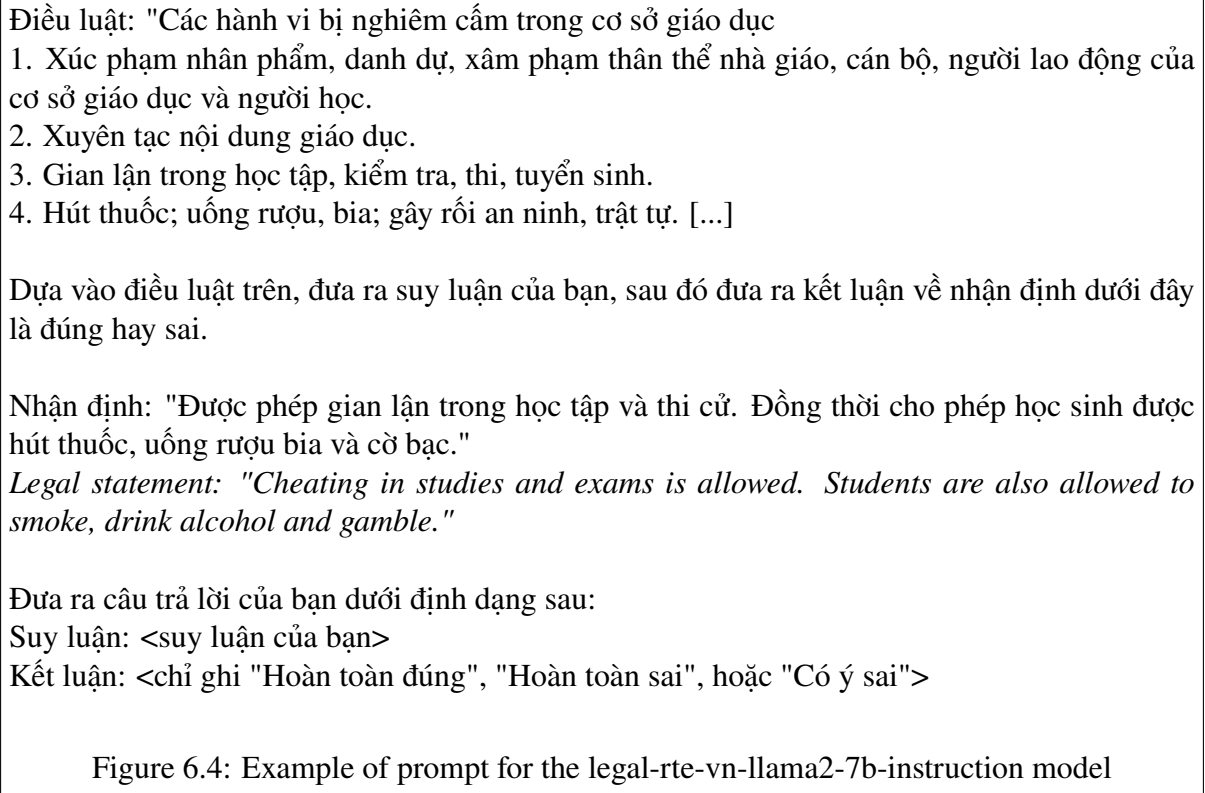 Điều luật: "Các hành vi bị nghiêm cấm trong cơ sở giáo dục
1. Xúc phạm nhân phẩm, danh dự, xâm phạm thân thể nhà giáo, cán bộ, người lao động của
cơ sở giáo dục và người học.
2. Xuyên tạc nội dung giáo dục.
3. Gian lận trong học tập, kiểm tra, thi, tuyển sinh.
4. Hút thuốc; uống rượu, bia; gây rối an ninh, trật tự. [...]
Dựa vào điều luật trên, đưa ra suy luận của bạn, sau đó đưa ra kết luận về nhận định dưới đây
là đúng hay sai.
Nhận định: "Được phép gian lận trong học tập và thi cử. Đồng thời cho phép học sinh được
hút thuốc, uống rượu bia và cờ bạc."
Legal statement: "Cheating in studies and exams is allowed. Students are also allowed to
smoke, drink alcohol and gamble."
Đưa ra câu trả lời của bạn dưới định dạng sau:
Suy luận: <suy luận của bạn>
Kết luận: <chỉ ghi "Hoàn toàn đúng", "Hoàn toàn sai", hoặc "Có ý sai">
Figure 6.4: Example of prompt for the legal-rte-vn-llama2-7b-instruction model